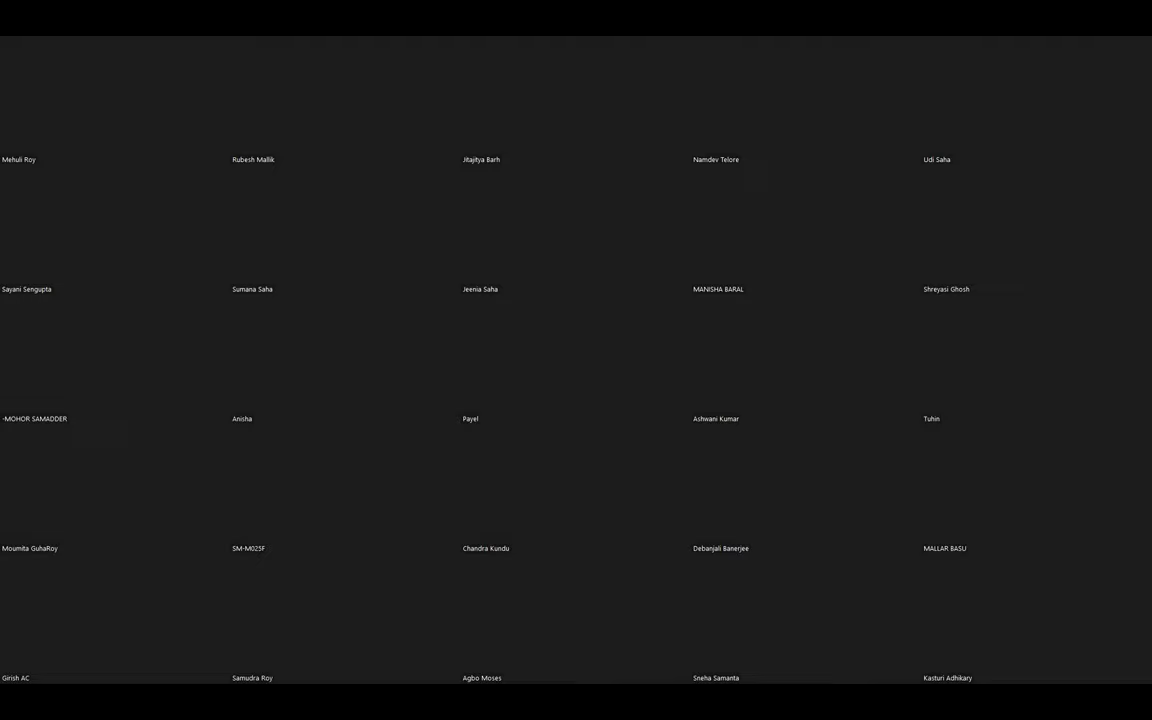 Mehuli Roy
Rubesh Mallik
Jitajitya Barh
Namdev Telore
Udi Saha
Sayani Sengupta
Sumana Saha
Jeenia Saha
MANISHA BARAL
Shreyasi Ghosh
-MOHOR SAMADDER
Anisha
Payel
Ashwani Kumar
Tuhin
Moumita GuhaRoy
SM-M025F
Chandra Kundu
Debanjali Banerjee
MALLAR BASU
Girish AC
Samudra Roy
Agbo Moses
Sneha Samanta
Kasturi Adhikary